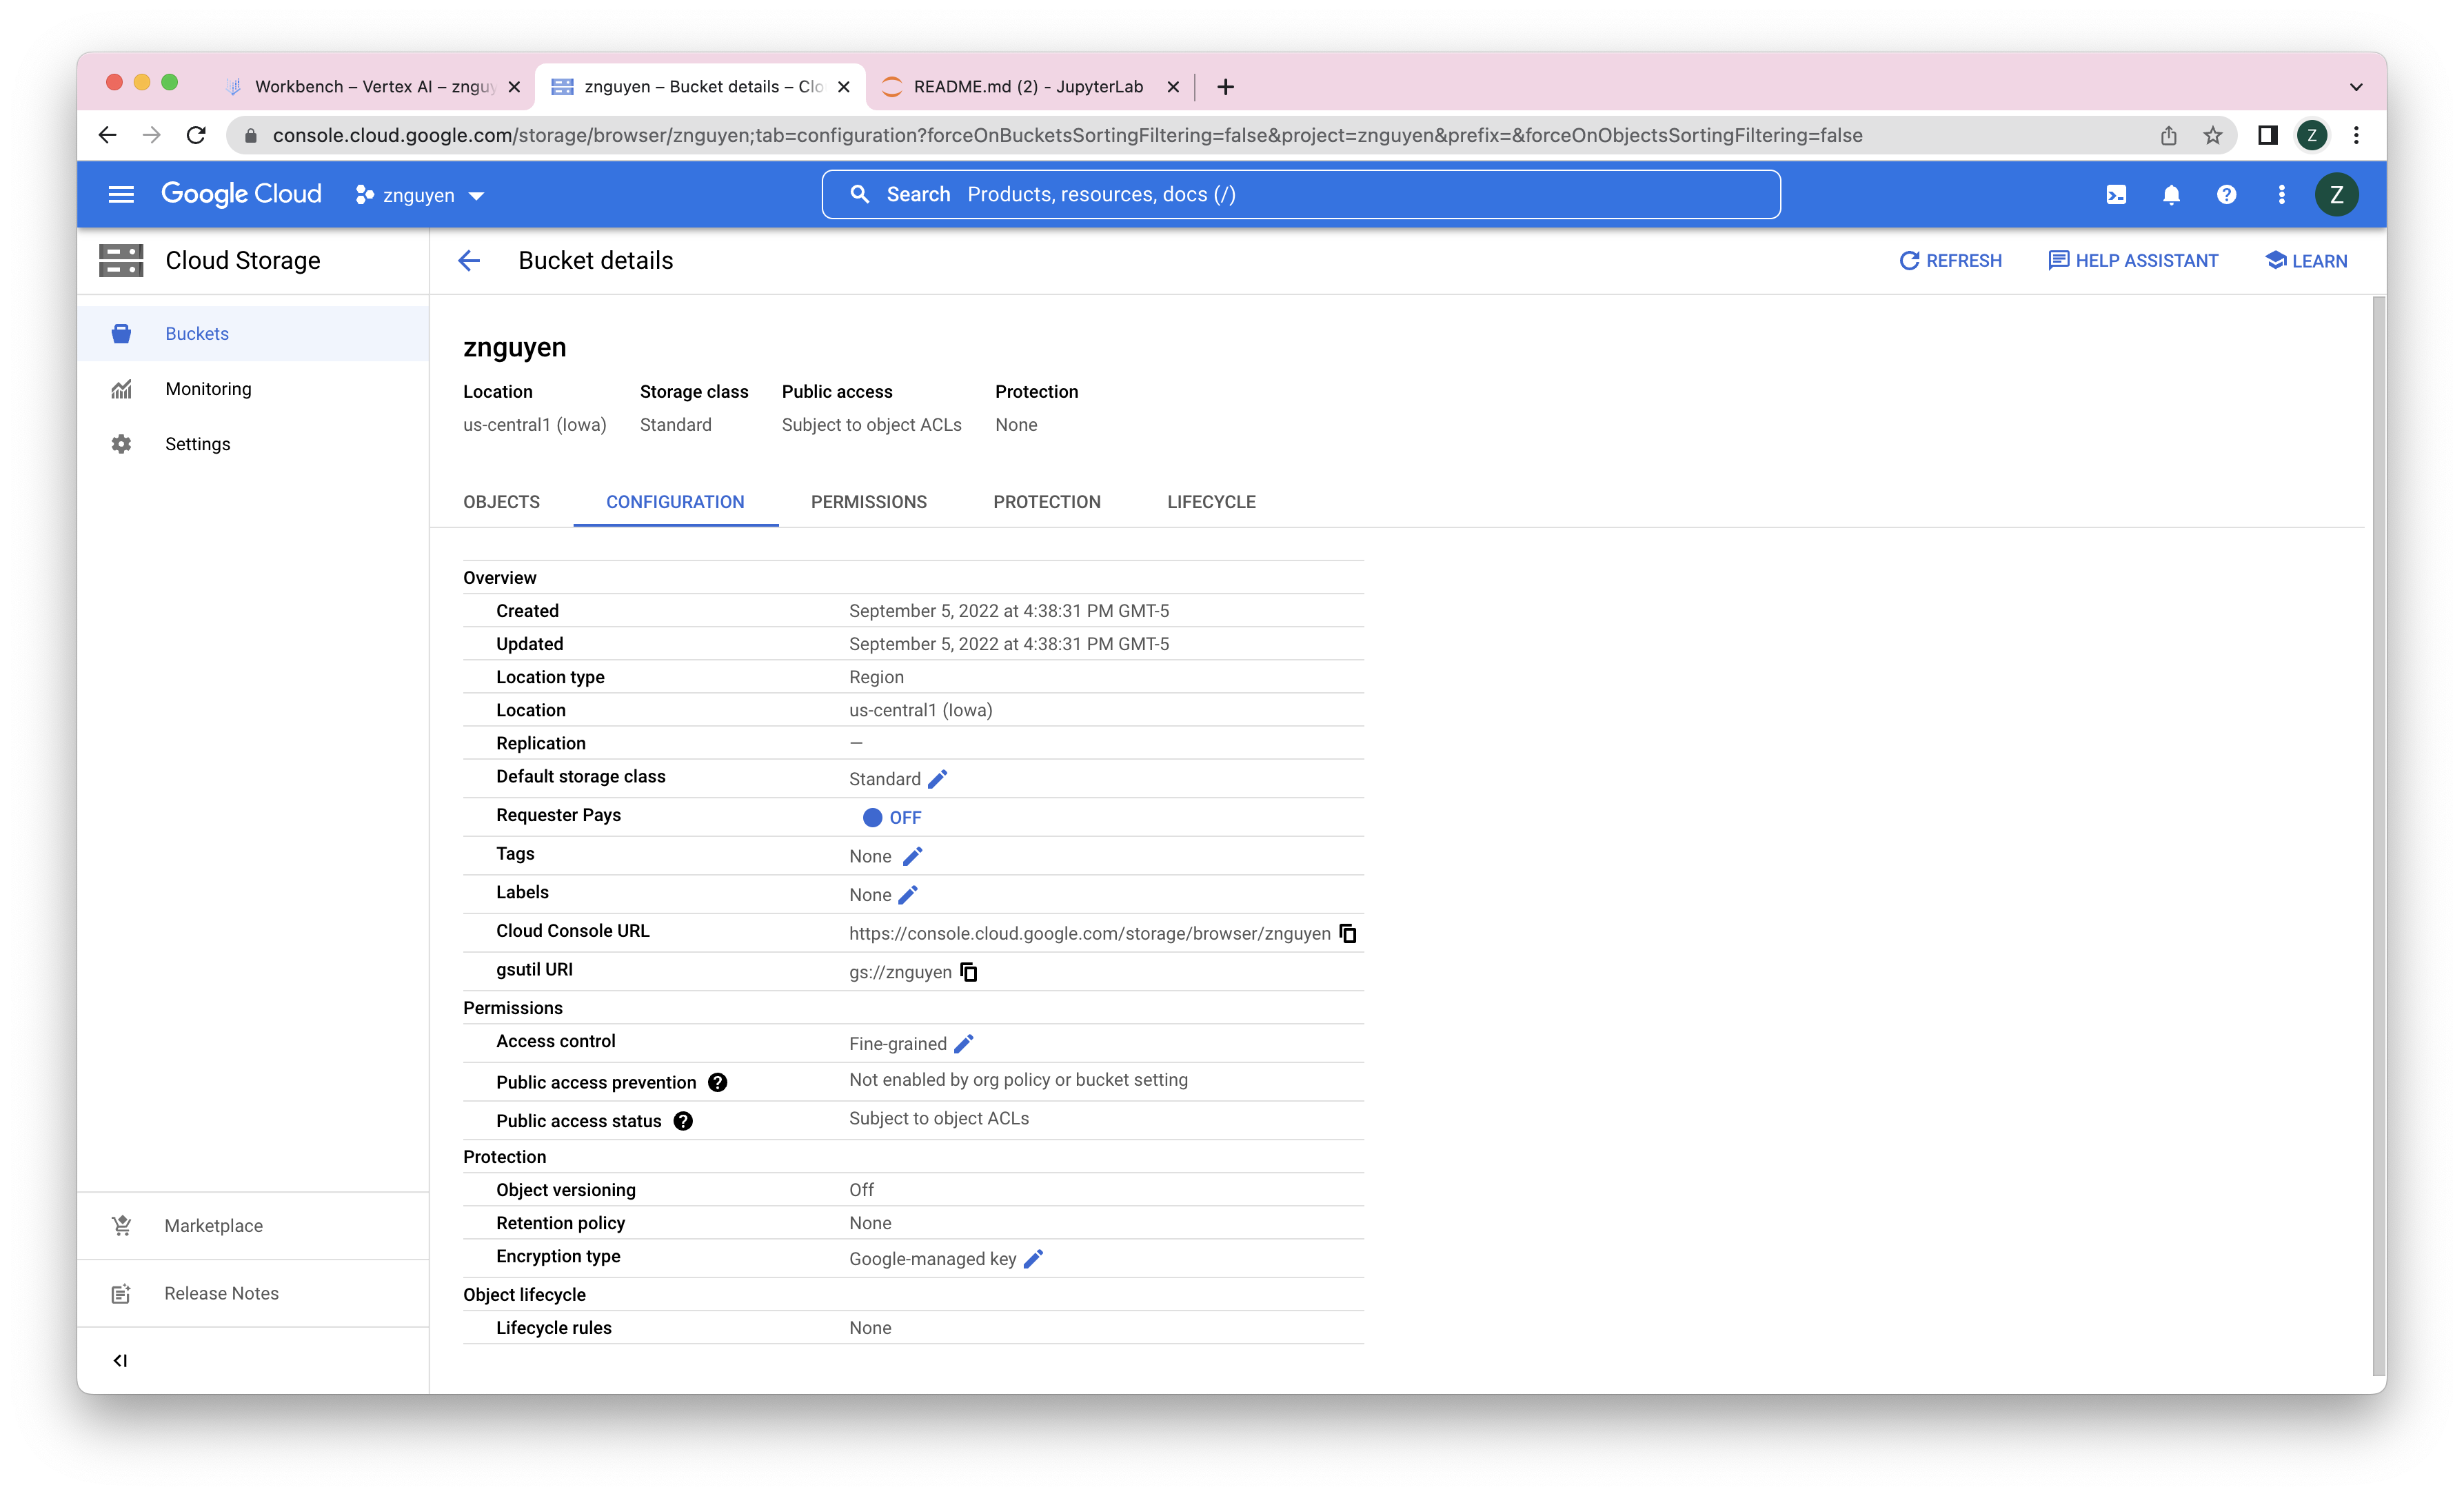 Workbench – Vertex AI – zngu
znguyen – Bucket details – Clo
README.md (2) - JupyterLab
console.cloud.google.com/storage/browser/znguyen;tab=configuration?forceOnBucketsSortingFiltering=false&project=znguyen&prefix=&forceOnObjectsSortingFiltering=false
Z
Google Cloud
znguyen
Search Products, resources, docs (/)
Z
Cloud Storage
Bucket details
REFRESH
HELP ASSISTANT
LEARN
Buckets
Monitoring
Settings
Marketplace
Release Notes
znguyen
Location Storage class Public access Protection
us-central1 (Iowa) Standard Subject to object ACLs None
OBJECTS CONFIGURATION PERMISSIONS PROTECTION LIFECYCLE
Overview
Created September 5, 2022 at 4:38:31 PM GMT-5
Updated September 5, 2022 at 4:38:31 PM GMT-5
Location type Region
Location us-central1 (Iowa)
Replication —
Default storage class Standard
Requester Pays OFF
Tags None
Labels None
Cloud Console URL https://console.cloud.google.com/storage/browser/znguyen
gsutil URI gs://znguyen
Permissions
Access control Fine-grained
Public access prevention Not enabled by org policy or bucket setting
Public access status Subject to object ACLs
Protection
Object versioning Off
Retention policy None
Encryption type Google-managed key
Object lifecycle
Lifecycle rules None